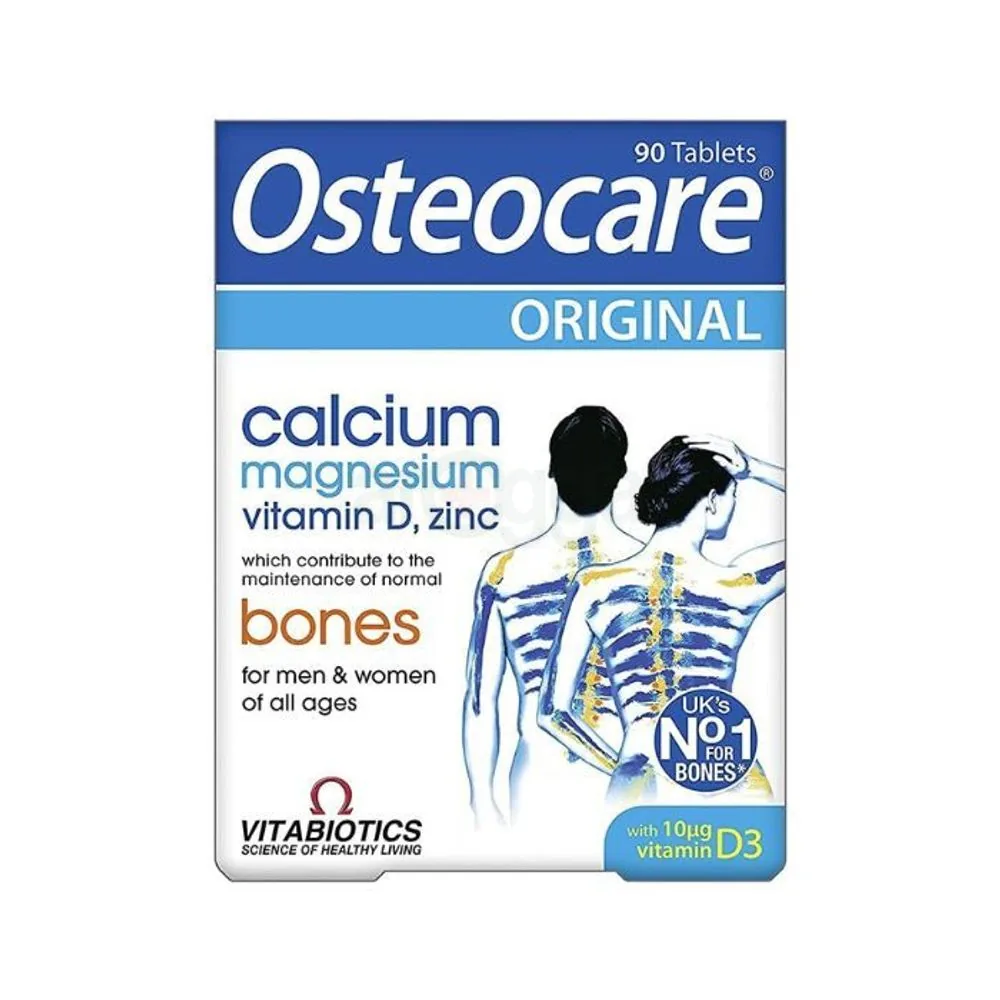 90 Tablets
Osteocare®
ORIGINAL
calcium
magnesium
vitamin D, zinc
which contribute to the
maintenance of normal
bones
for men & women
of all ages
UK's
No1
FOR
BONES*
VITABIOTICS
SCIENCE OF HEALTHY LIVING
with 10µg
vitamin D3